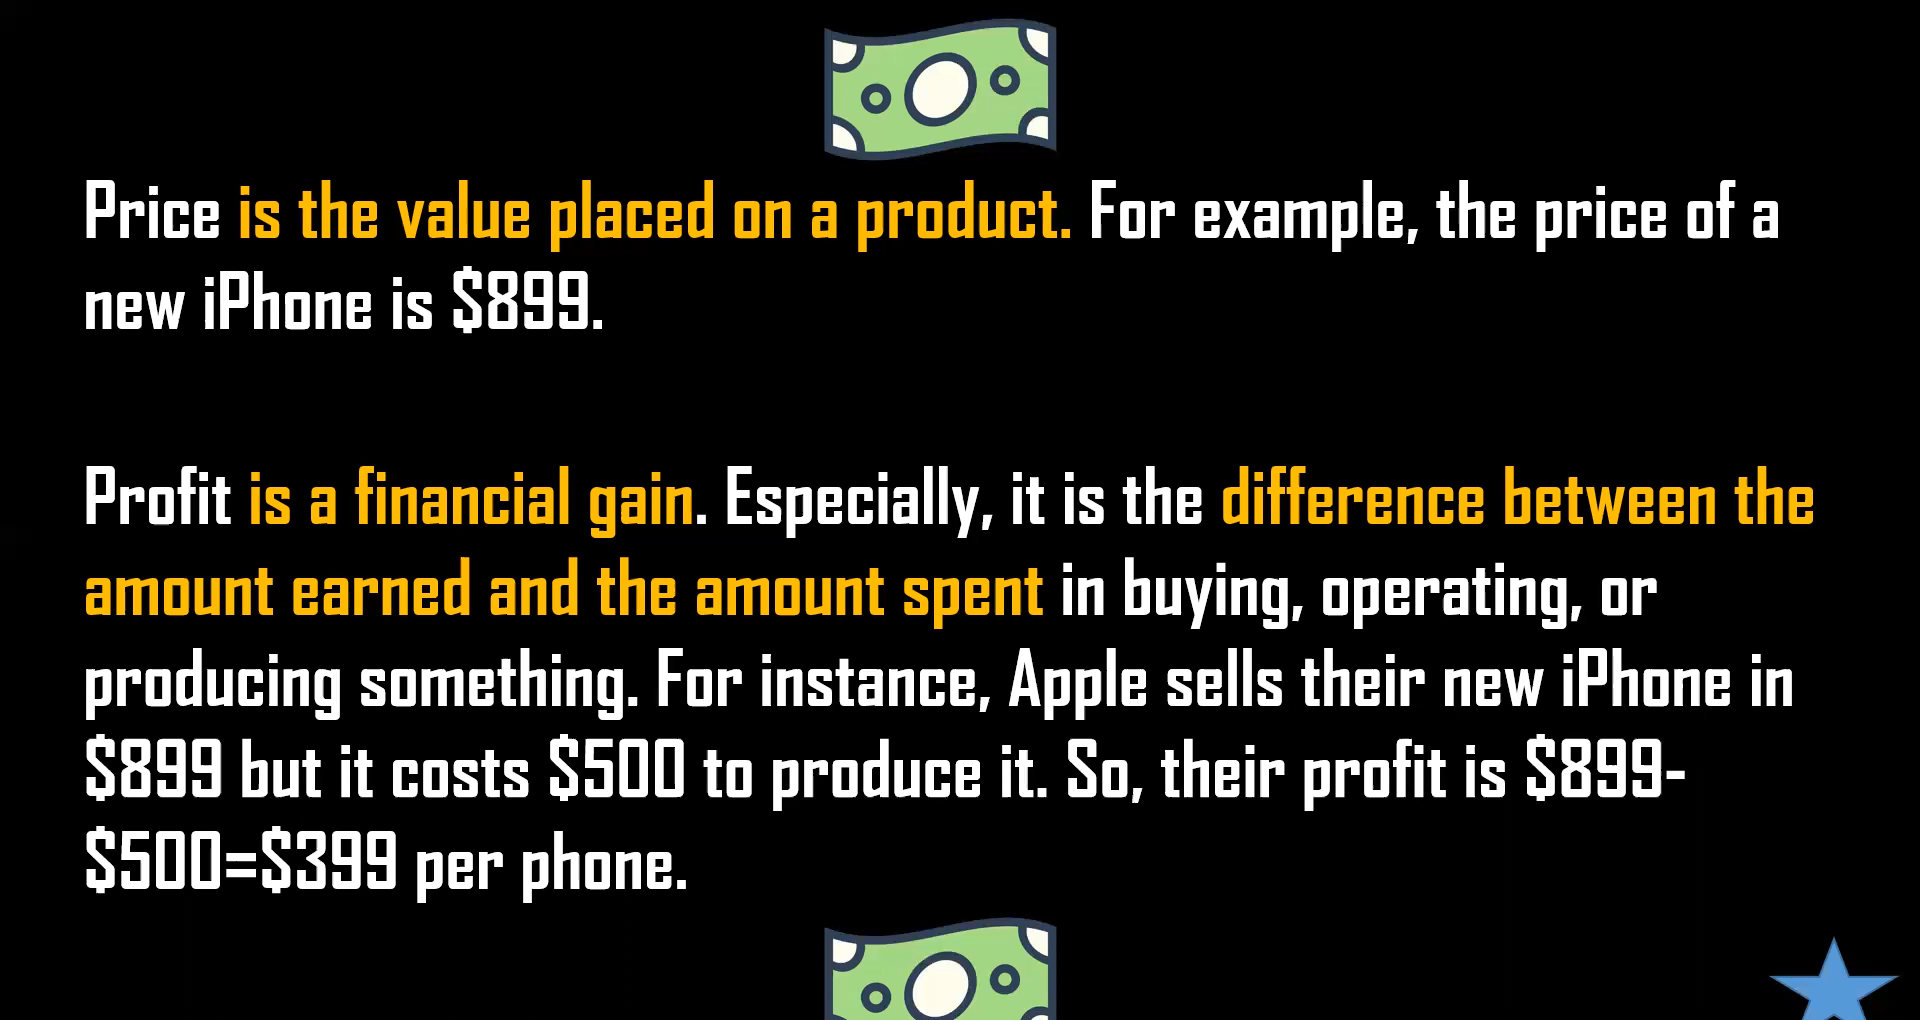 Price is the value placed on a product. For example, the price of a
new iPhone is $899.
Profit is a financial gain. Especially, it is the difference between the
amount earned and the amount spent in buying, operating, or
producing something. For instance, Apple sells their new iPhone in
$899 but it costs $500 to produce it. So, their profit is $899-
$500=$399 per phone.